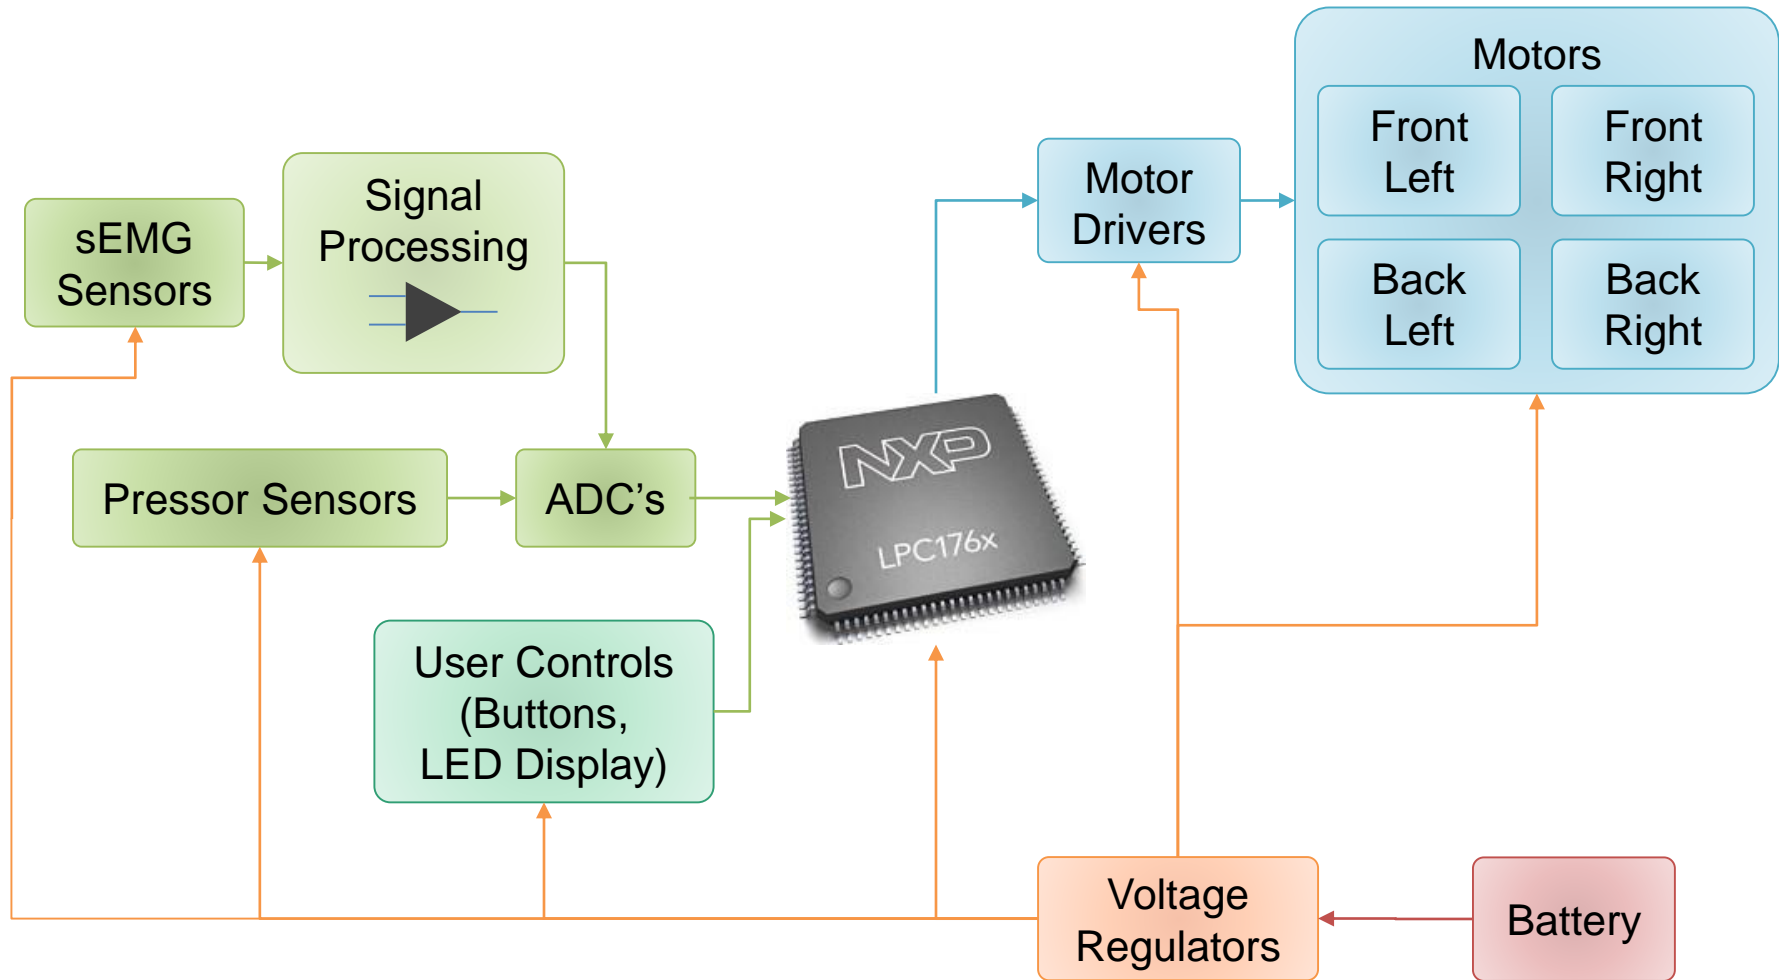 Motors
Front
Left
Front
Right
Back
Left
Back
Right
Motor
Drivers
Signal
Processing
sEMG
Sensors
Pressor Sensors
ADC's
NXP
LPC176x
User Controls
(Buttons,
LED Display)
Voltage
Regulators
Battery